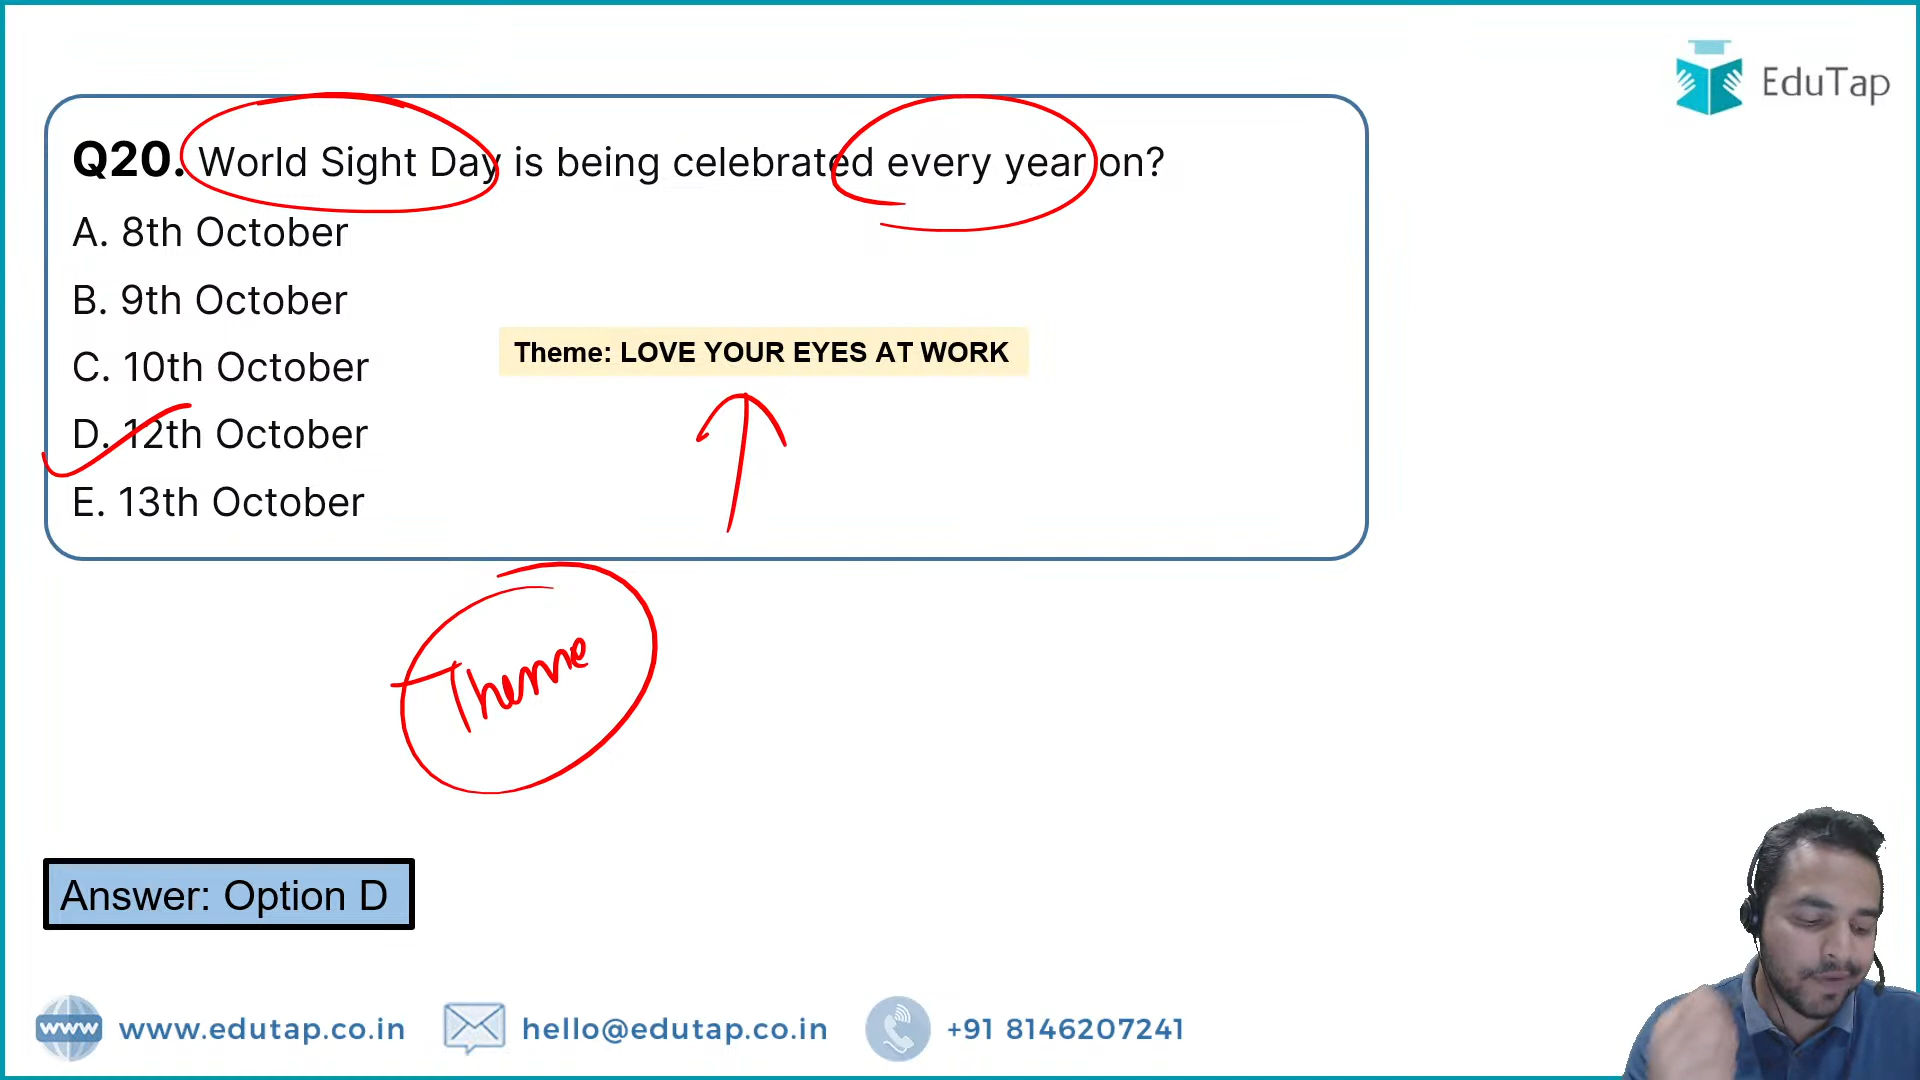 EduTap
Q20. World Sight Day is being celebrated every year on?
A. 8th October
B. 9th October
C. 10th October
D. 12th October
E. 13th October
Theme: LOVE YOUR EYES AT WORK
Theme
Answer: Option D
www www.edutap.co.in hello@edutap.co.in +91 8146207241